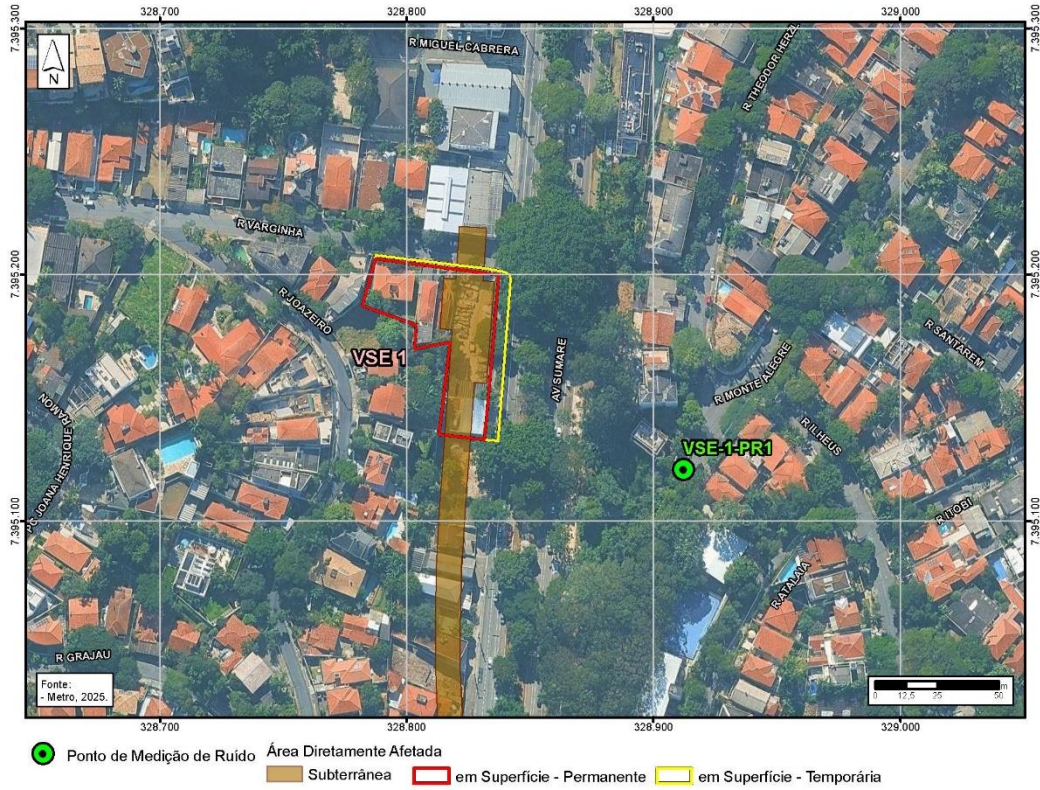 328.700 328.800 328.900 329.000
7.395.300
7.395.300
N
R MIGUEL CABRERA
R THEODOR HERZL
R VARGINHA
7.395.200
7.395.200
R JOAZEIRO
R SANTAREM
VSE 1
AV SUMARE
R MONTE ALEGRE
R ILHEUS
PC JOANA HENRIQUE RAMON
VSE-1-PR1
7.395.100
7.395.100
R ITOBI
R ATALAIA
R GRAJAU
Fonte:
- Metro, 2025.
m
0 12,5 25 50
328.700 328.800 328.900 329.000
Ponto de Medição de Ruído
Área Diretamente Afetada
Subterrânea
em Superfície - Permanente
em Superfície - Temporária